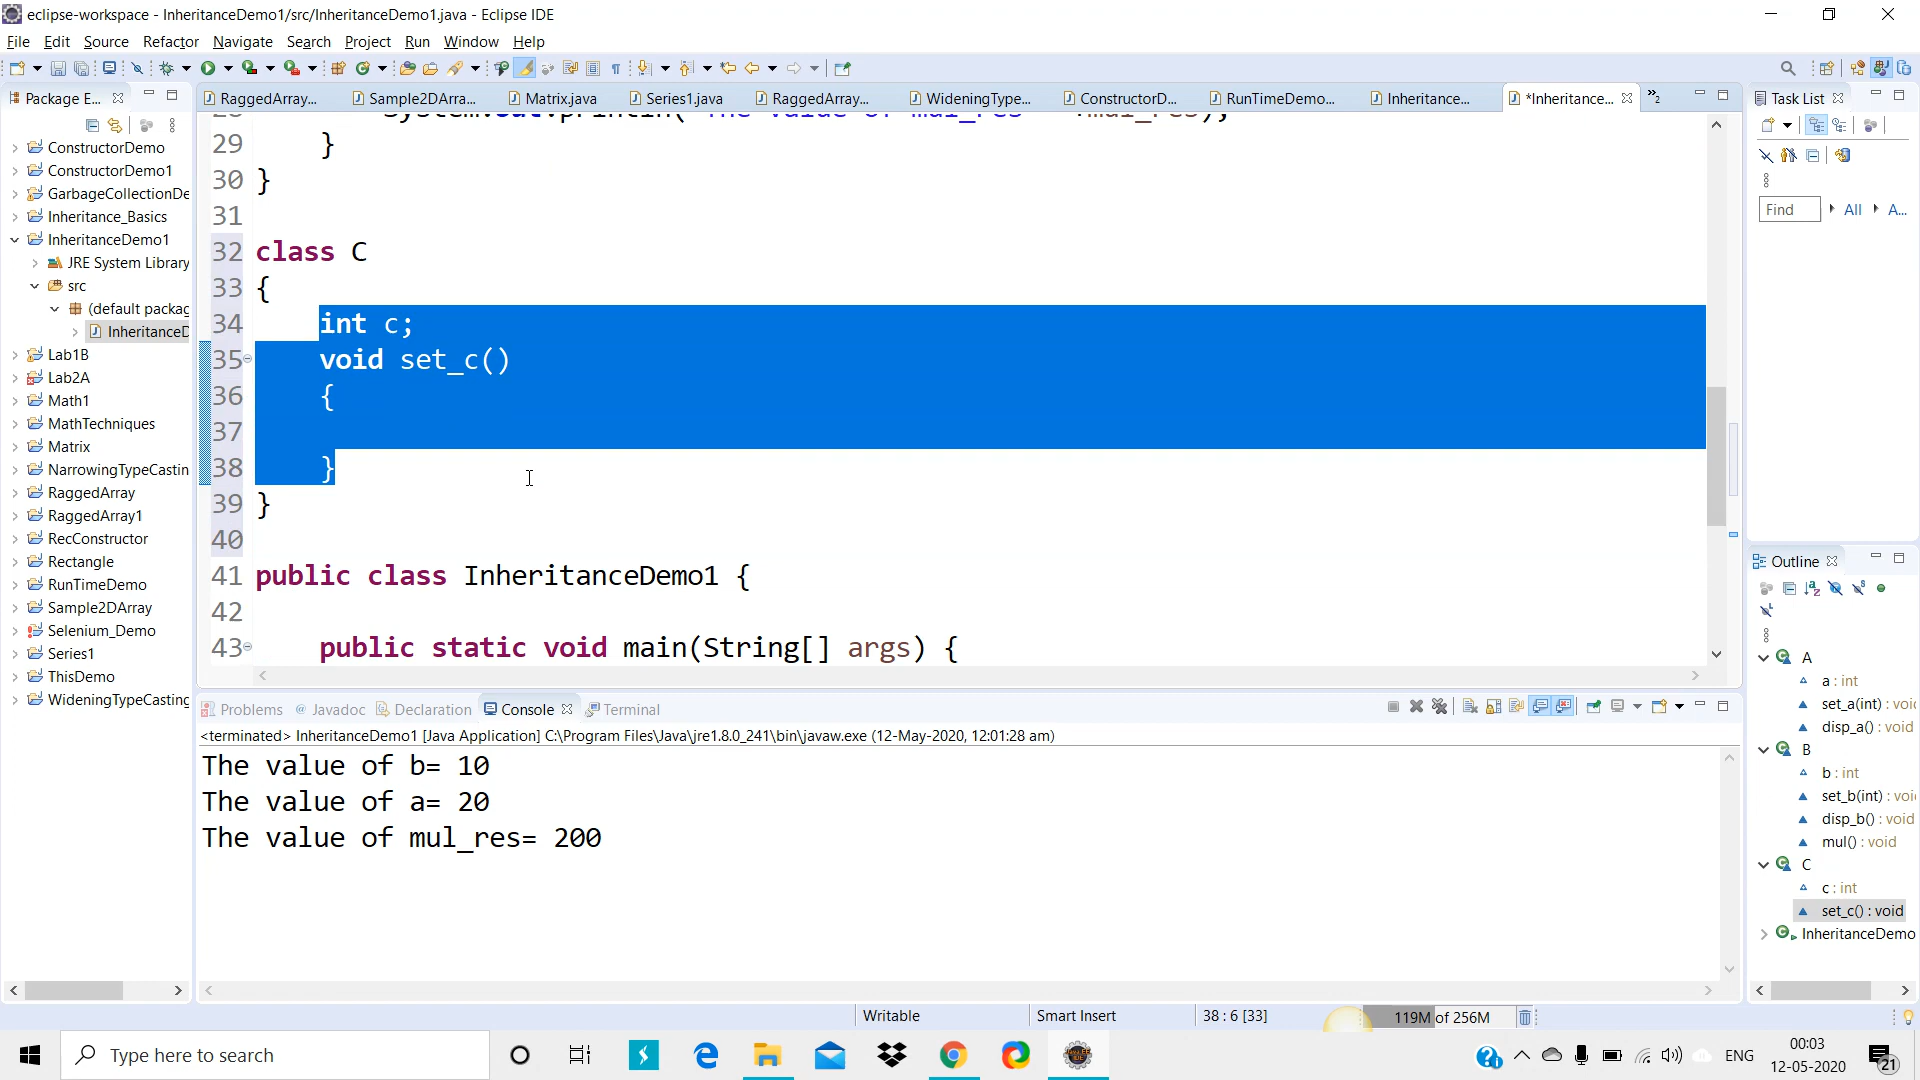 eclipse-workspace - InheritanceDemo1/src/InheritanceDemo1.java - Eclipse IDE
File Edit Source Refactor Navigate Search Project Run Window Help
Package E...
RaggedArray... Sample2DArra... Matrix.java Series1.java RaggedArray... WideningType... ConstructorD... RunTimeDemo... Inheritance... *Inheritance... »2
Task List
ConstructorDemo
ConstructorDemo1
GarbageCollectionDe
Inheritance_Basics
InheritanceDemo1
JRE System Library
src
(default packag
InheritanceD
Lab1B
Lab2A
Math1
MathTechniques
Matrix
NarrowingTypeCastin
RaggedArray
RaggedArray1
RecConstructor
Rectangle
RunTimeDemo
Sample2DArray
Selenium_Demo
Series1
ThisDemo
WideningTypeCasting
29 }
30 }
31
32 class C
33 {
34 int c;
35 void set_c()
36 {
37
38 }
39 }
40
41 public class InheritanceDemo1 {
42
43 public static void main(String[] args) {
Find All A...
Outline
A
a : int
set_a(int) : voi
disp_a() : void
B
b : int
set_b(int) : voi
disp_b() : void
mul() : void
C
c : int
set_c() : void
InheritanceDemo
Problems @ Javadoc Declaration Console Terminal
<terminated> InheritanceDemo1 [Java Application] C:\Program Files\Java\jre1.8.0_241\bin\javaw.exe (12-May-2020, 12:01:28 am)
The value of b= 10
The value of a= 20
The value of mul_res= 200
Writable Smart Insert 38 : 6 [33] 119M of 256M
Type here to search
ENG
00:03
12-05-2020
21